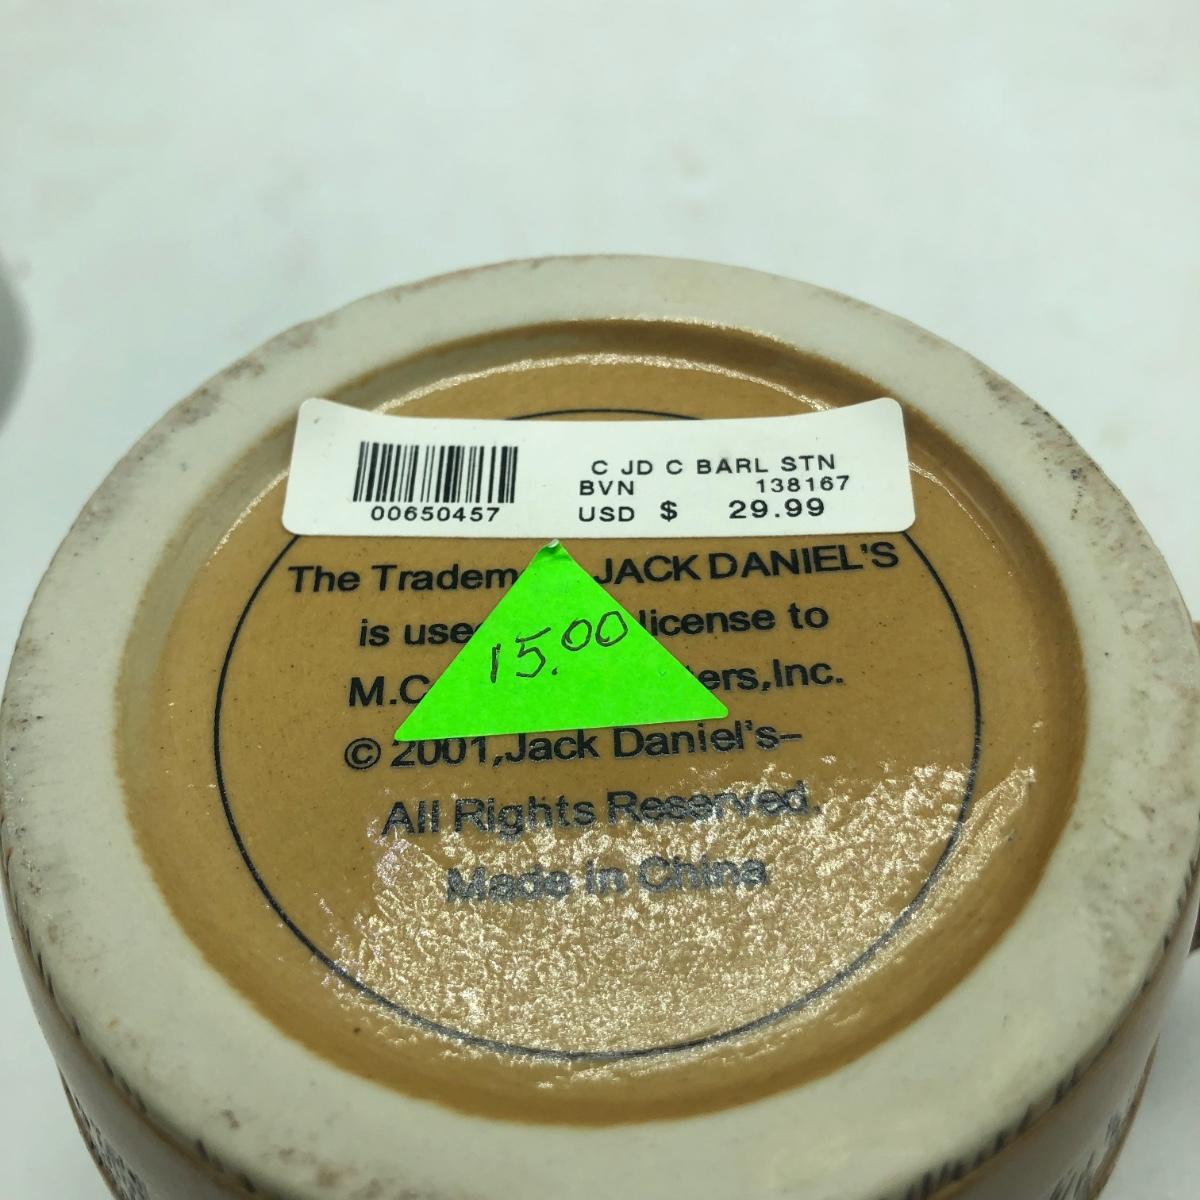 C JD C BARL STN
BVN 138167
00650457 USD $ 29.99
The Tradem JACK DANIEL'S
is use license to
15.00
M.C ers,Inc.
© 2001,Jack Daniel's–
All Rights Reserved.
Made in China